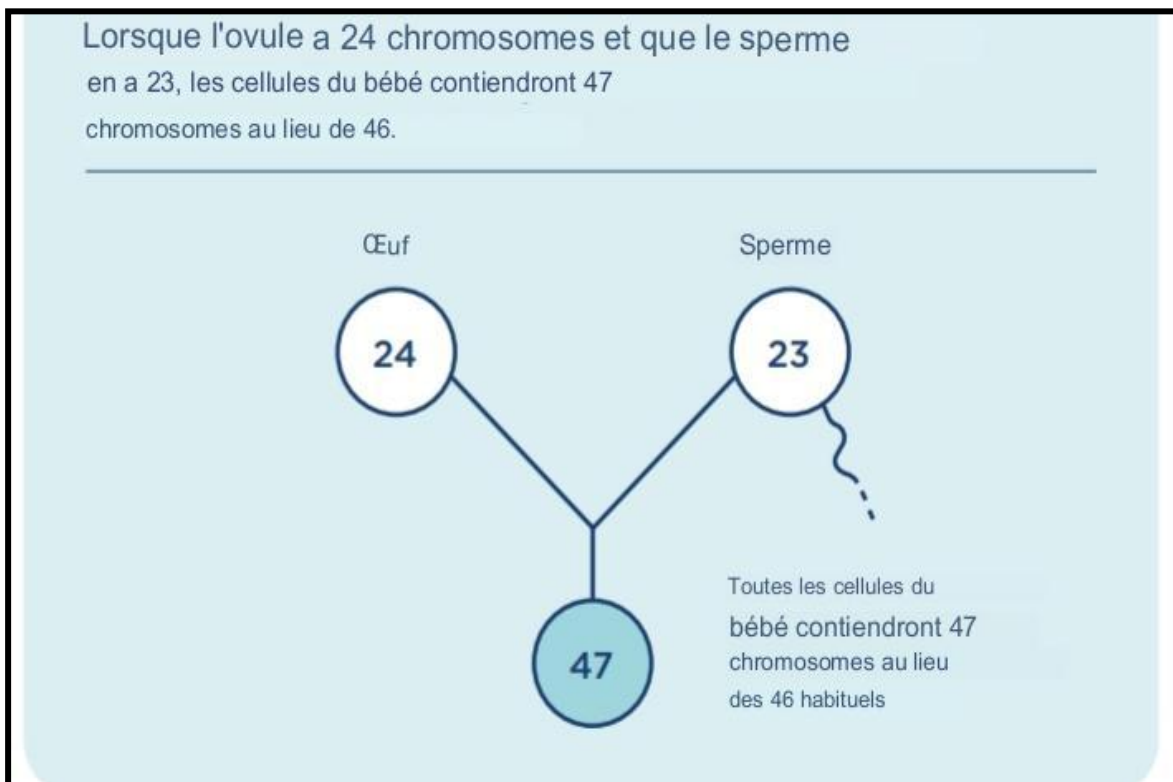 Lorsque l'ovule a 24 chromosomes et que le sperme
en a 23, les cellules du bébé contiendront 47
chromosomes au lieu de 46.
Œuf
Sperme
24
23
47
Toutes les cellules du
bébé contiendront 47
chromosomes au lieu
des 46 habituels